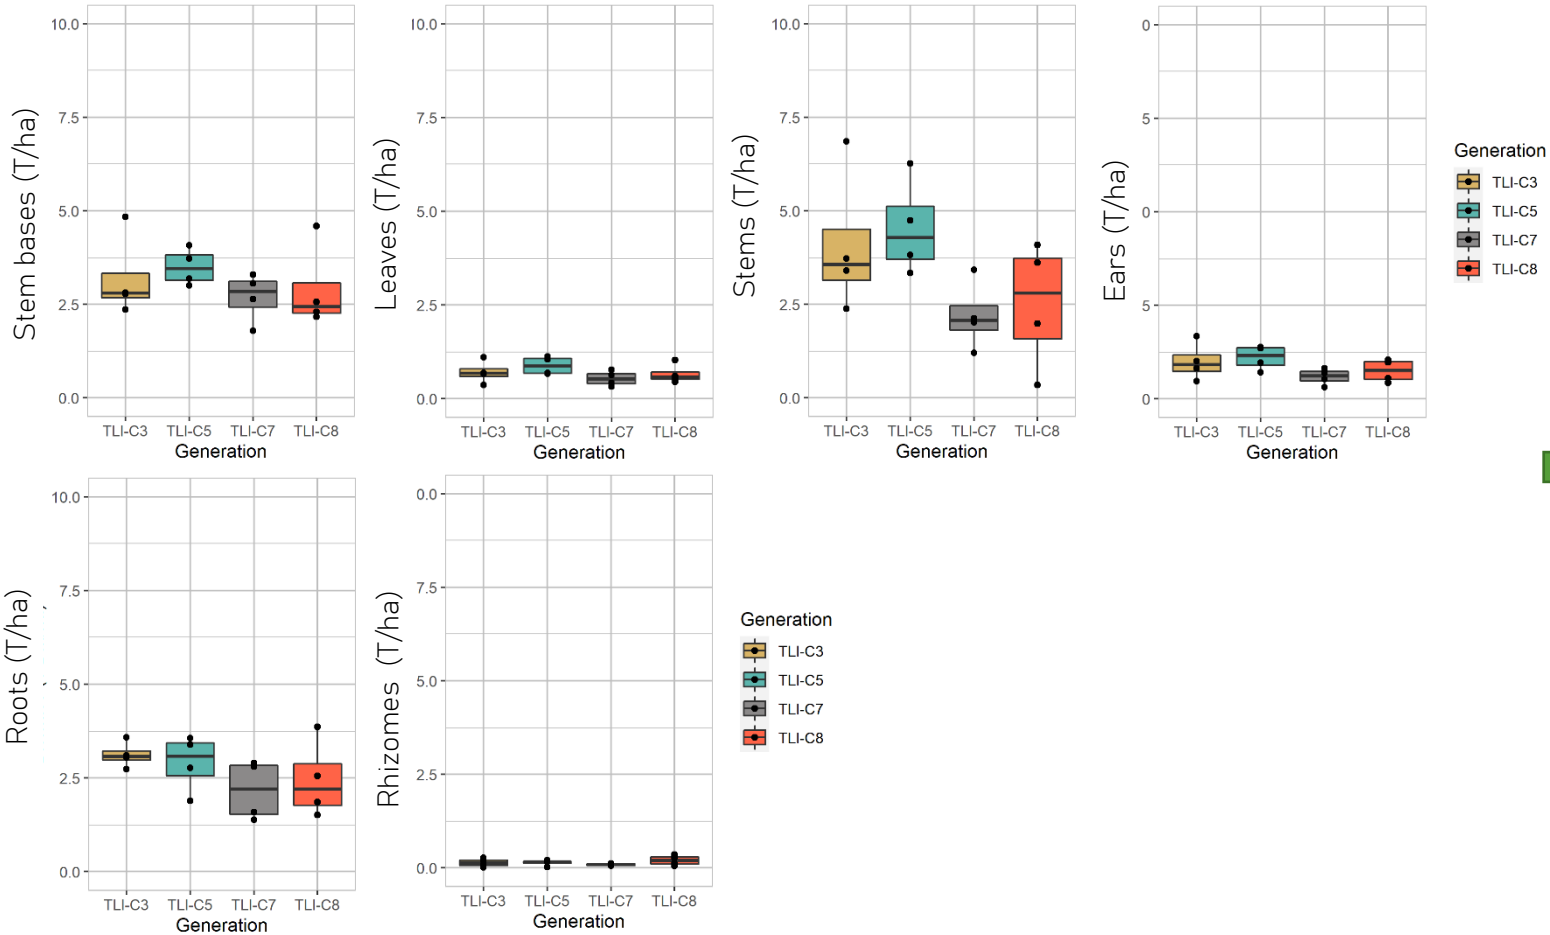 Stem bases (T/ha)
10.0
7.5
5.0
2.5
0.0
TLI-C3 TLI-C5 TLI-C7 TLI-C8
Generation
Leaves (T/ha)
10.0
7.5
5.0
2.5
0.0
TLI-C3 TLI-C5 TLI-C7 TLI-C8
Generation
Stems (T/ha)
10.0
7.5
5.0
2.5
0.0
TLI-C3 TLI-C5 TLI-C7 TLI-C8
Generation
Ears (T/ha)
0
5
0
5
0
TLI-C3 TLI-C5 TLI-C7 TLI-C8
Generation
Generation
TLI-C3
TLI-C5
TLI-C7
TLI-C8
Roots (T/ha)
10.0
7.5
5.0
2.5
0.0
TLI-C3 TLI-C5 TLI-C7 TLI-C8
Generation
Rhizomes (T/ha)
0.0
7.5
5.0
2.5
0.0
TLI-C3 TLI-C5 TLI-C7 TLI-C8
Generation
Generation
TLI-C3
TLI-C5
TLI-C7
TLI-C8